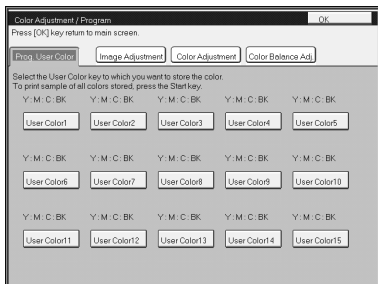 Color Adjustment / Program OK
Press [OK] key return to main screen.
Prog. User Color Image Adjustment Color Adjustment Color Balance Adj.
Select the User Color key to which you want to store the color.
To print sample of all colors stored, press the Start key.
Y : M : C : BK Y : M : C : BK Y : M : C : BK Y : M : C : BK Y : M : C : BK
User Color1 User Color2 User Color3 User Color4 User Color5
Y : M : C : BK Y : M : C : BK Y : M : C : BK Y : M : C : BK Y : M : C : BK
User Color6 User Color7 User Color8 User Color9 User Color10
Y : M : C : BK Y : M : C : BK Y : M : C : BK Y : M : C : BK Y : M : C : BK
User Color11 User Color12 User Color13 User Color14 User Color15